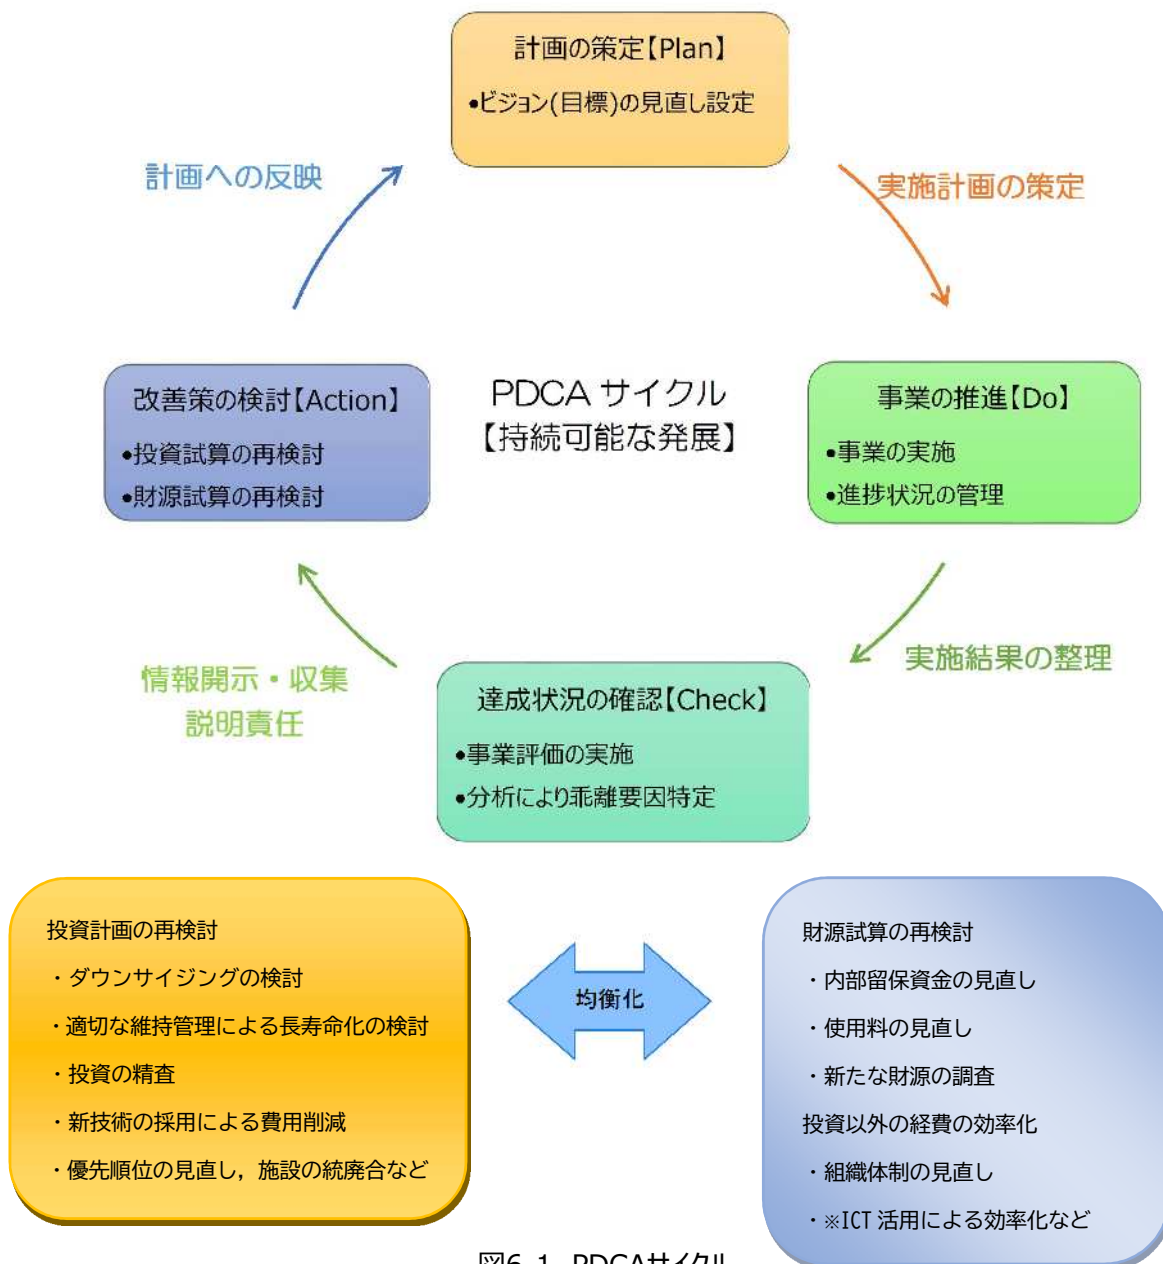 計画の策定【Plan】
•ビジョン(目標)の見直し設定
計画への反映
実施計画の策定
改善策の検討【Action】
•投資試算の再検討
•財源試算の再検討
PDCA サイクル
【持続可能な発展】
事業の推進【Do】
•事業の実施
•進捗状況の管理
情報開示・収集
説明責任
実施結果の整理
達成状況の確認【Check】
•事業評価の実施
•分析により乖離要因特定
投資計画の再検討
・ダウンサイジングの検討
・適切な維持管理による長寿命化の検討
・投資の精査
・新技術の採用による費用削減
・優先順位の見直し，施設の統廃合など
均衡化
財源試算の再検討
・内部留保資金の見直し
・使用料の見直し
・新たな財源の調査
投資以外の経費の効率化
・組織体制の見直し
・※ICT 活用による効率化など
図6-1 PDCAサイクル